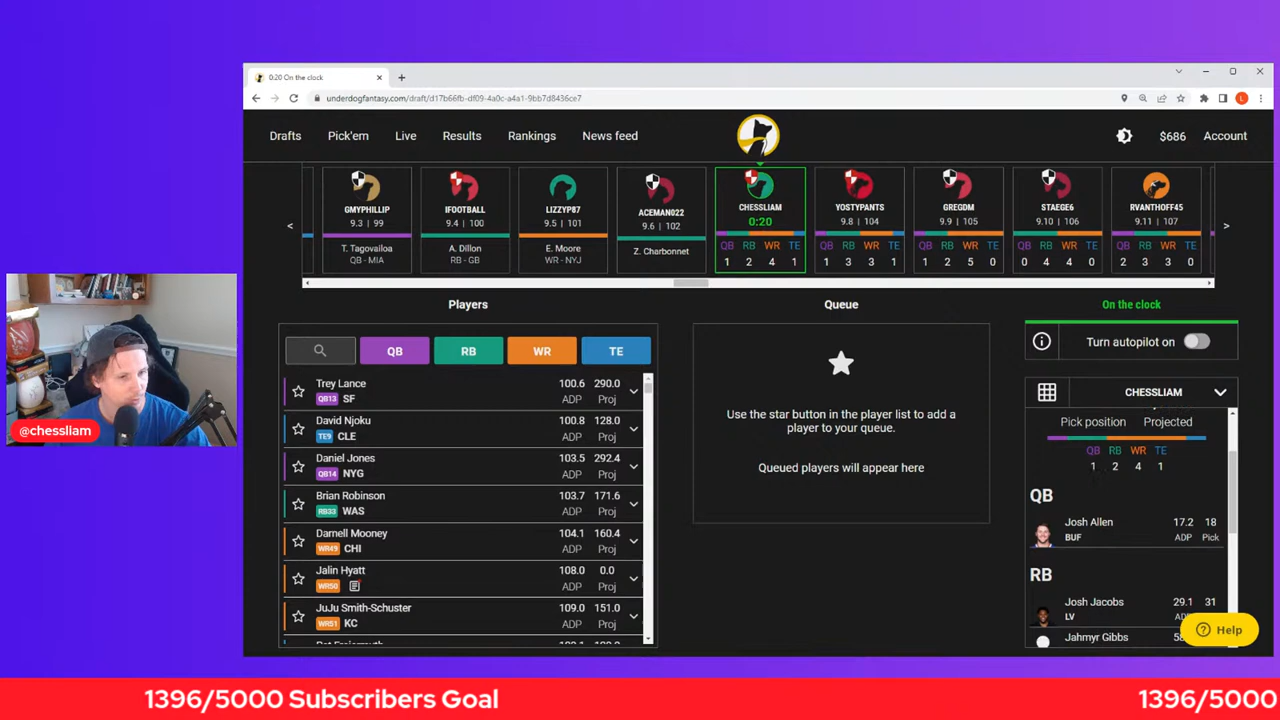 0:20 On the clock
underdogfantasy.com/draft/d17b66fb-df09-4a0c-a4a1-9bb7d8436ce7
Drafts Pick'em Live Results Rankings News feed $686 Account
GMYPHILLIP
9.3 | 99
T. Tagovailoa
QB - MIA
IFOOTBALL
9.4 | 100
A. Dillon
RB - GB
LIZZYP87
9.5 | 101
E. Moore
WR - NYJ
ACEMAN022
9.6 | 102
Z. Charbonnet
CHESSLIAM
0:20
QB RB WR TE
1 2 4 1
YOSTYPANTS
9.8 | 104
QB RB WR TE
1 3 3 1
GREGDM
9.9 | 105
QB RB WR TE
1 2 5 0
STAEGE6
9.10 | 106
QB RB WR TE
0 4 4 0
RVANTHOFF45
9.11 | 107
QB RB WR TE
2 3 3 0
Players
QB RB WR TE
Trey Lance 100.6 290.0
QB13 SF ADP Proj
David Njoku 100.8 128.0
TE9 CLE ADP Proj
Daniel Jones 103.5 292.4
QB14 NYG ADP Proj
Brian Robinson 103.7 171.6
RB33 WAS ADP Proj
Darnell Mooney 104.1 160.4
WR49 CHI ADP Proj
Jalin Hyatt 108.0 0.0
WR50 ADP Proj
JuJu Smith-Schuster 109.0 151.0
WR51 KC ADP Proj
Queue
Use the star button in the player list to add a
player to your queue.
Queued players will appear here
On the clock
Turn autopilot on
CHESSLIAM
Pick position Projected
QB RB WR TE
1 2 4 1
QB
Josh Allen 17.2 18
BUF ADP Pick
RB
Josh Jacobs 29.1 31
LV
Jahmyr Gibbs
Help
@chessliam
1396/5000 Subscribers Goal 1396/5000